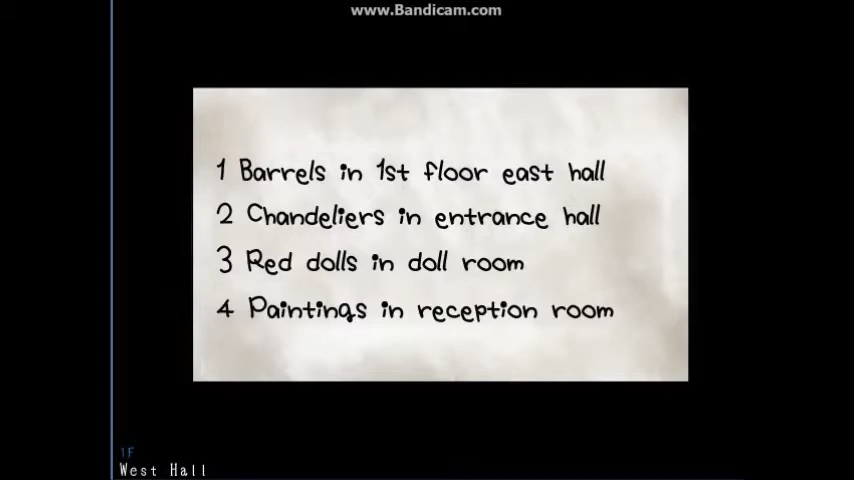 www.Bandicam.com
1 Barrels in 1st floor east hall
2 Chandeliers in entrance hall
3 Red dolls in doll room
4 Paintings in reception room
1F
West Hall